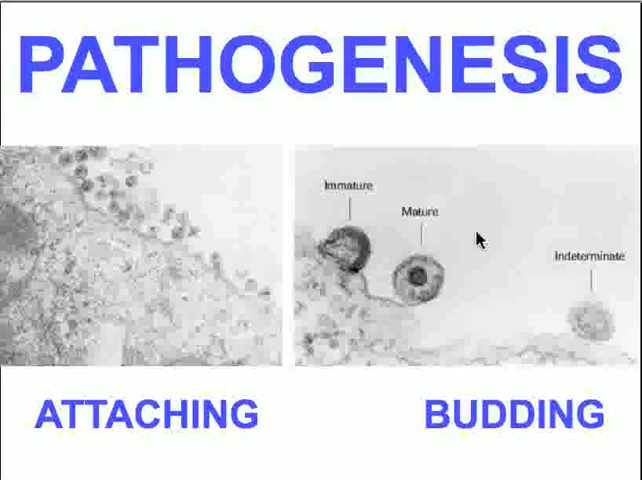 PATHOGENESIS
Immature
Mature
Indeterminate
ATTACHING
BUDDING